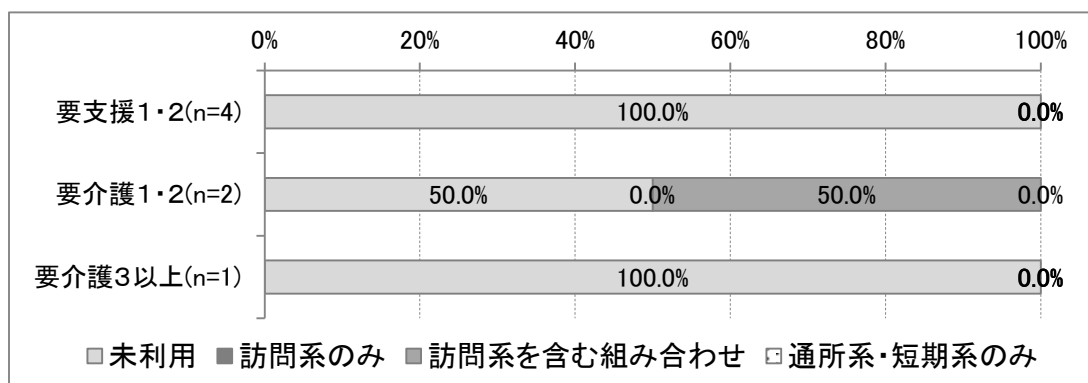 0% 20% 40% 60% 80% 100%
要支援1・2(n=4) 100.0% 0.0%
要介護1・2(n=2) 50.0% 0.0% 50.0% 0.0%
要介護3以上(n=1) 100.0% 0.0%
未利用 訪問系のみ 訪問系を含む組み合わせ 通所系・短期系のみ